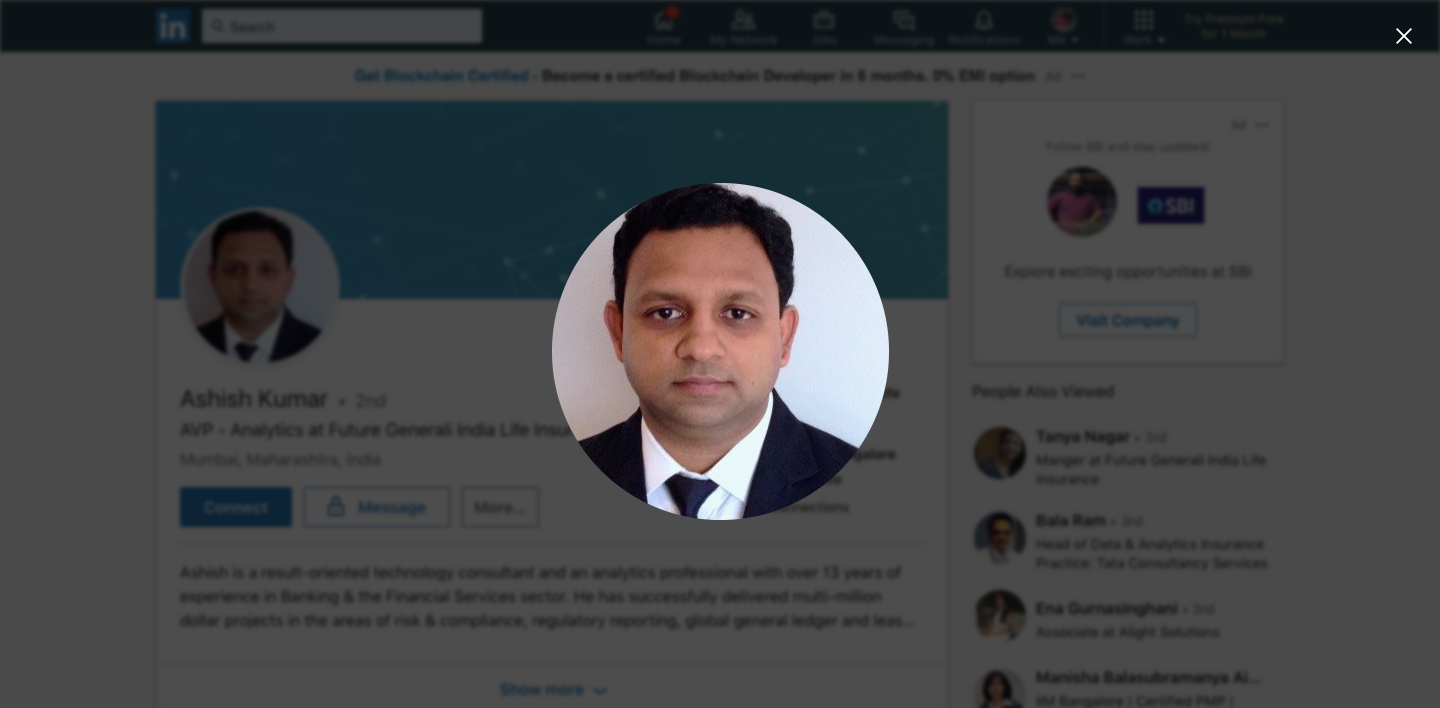 in
Search
Home
My Network
Jobs
Messaging
Notifications
Me
Work
Try Premium Free
for 1 Month
Get Blockchain Certified - Become a certified Blockchain Developer in 6 months. 0% EMI option Ad
Ashish Kumar • 2nd
AVP - Analytics at Future Generali India Life Insu
Mumbai, Maharashtra, India
Connect
Message
More...
galore
Ashish is a result-oriented technology consultant and an analytics professional with over 13 years of
experience in Banking & the Financial Services sector. He has successfully delivered multi-million
dollar projects in the areas of risk & compliance, regulatory reporting, global general ledger and leas...
Show more
Ad
Follow SBI and stay updated!
SBI
Explore exciting opportunities at SBI
Visit Company
People Also Viewed
Tanya Nagar • 3rd
Manger at Future Generali India Life
Insurance
Bala Ram • 3rd
Head of Data & Analytics Insurance
Practice: Tata Consultancy Services
Ena Gurnasinghani • 3rd
Associate at Alight Solutions
Manisha Balasubramanya Ai...
IIM Bangalore | Certified PMP |